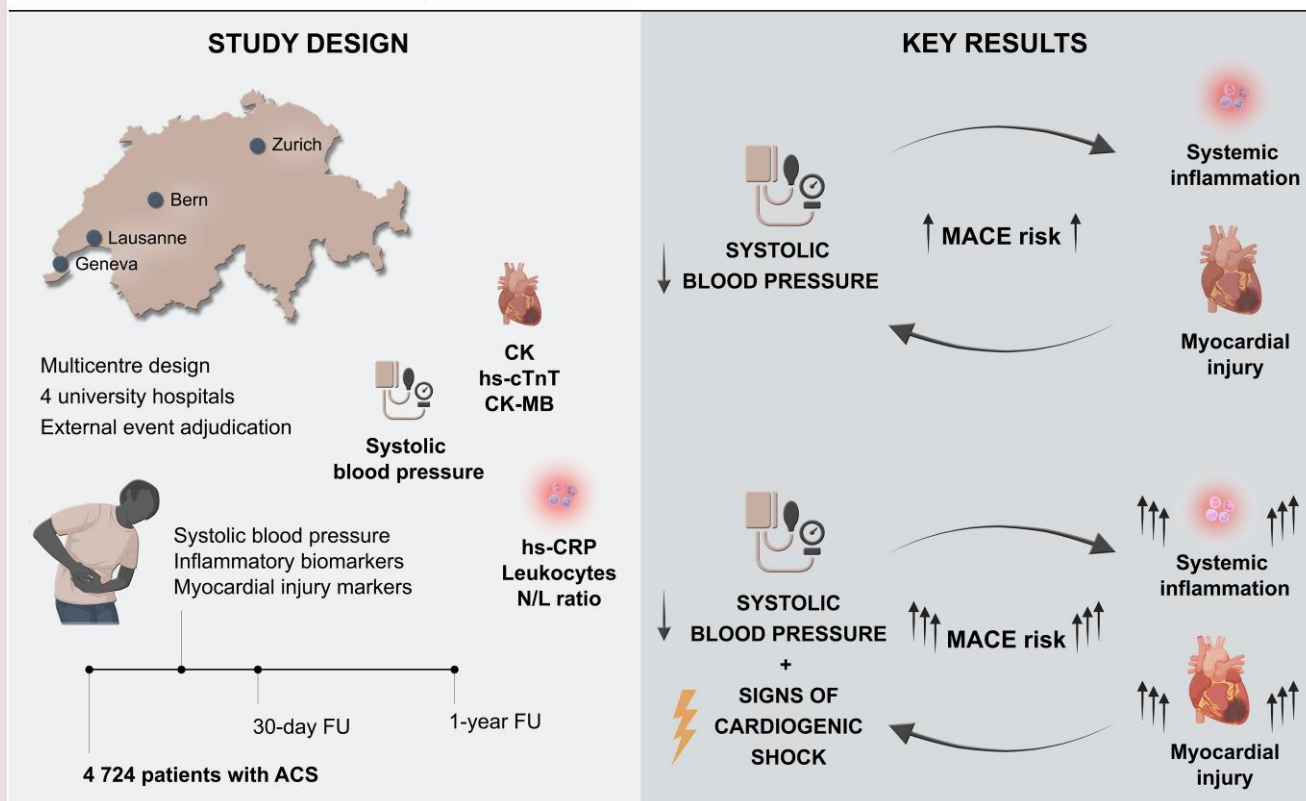 STUDY DESIGN
Zurich
Bern
Lausanne
Geneva
Multicentre design
4 university hospitals
External event adjudication
CK
hs-cTnT
CK-MB
Systolic
blood pressure
hs-CRP
Leukocytes
N/L ratio
Systolic blood pressure
Inflammatory biomarkers
Myocardial injury markers
30-day FU
1-year FU
4 724 patients with ACS
KEY RESULTS
SYSTOLIC
BLOOD PRESSURE
MACE risk
Systemic
inflammation
Myocardial
injury
SYSTOLIC
BLOOD PRESSURE
+
SIGNS OF
CARDIOGENIC
SHOCK
MACE risk
Systemic
inflammation
Myocardial
injury